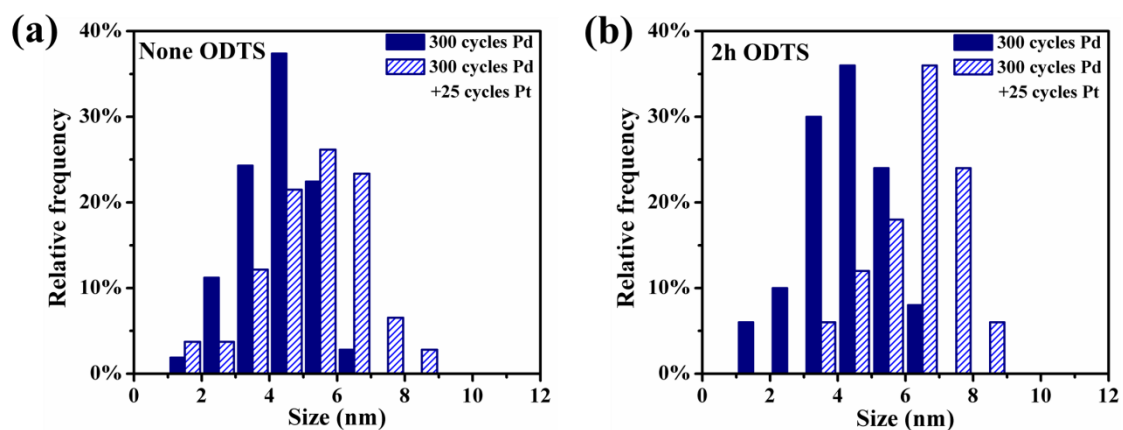 (a)
None ODTS
300 cycles Pd
300 cycles Pd
+25 cycles Pt
Relative frequency
40%
30%
20%
10%
0%
0 2 4 6 8 10 12
Size (nm)
(b)
2h ODTS
300 cycles Pd
300 cycles Pd
+25 cycles Pt
Relative frequency
40%
30%
20%
10%
0%
0 2 4 6 8 10 12
Size (nm)